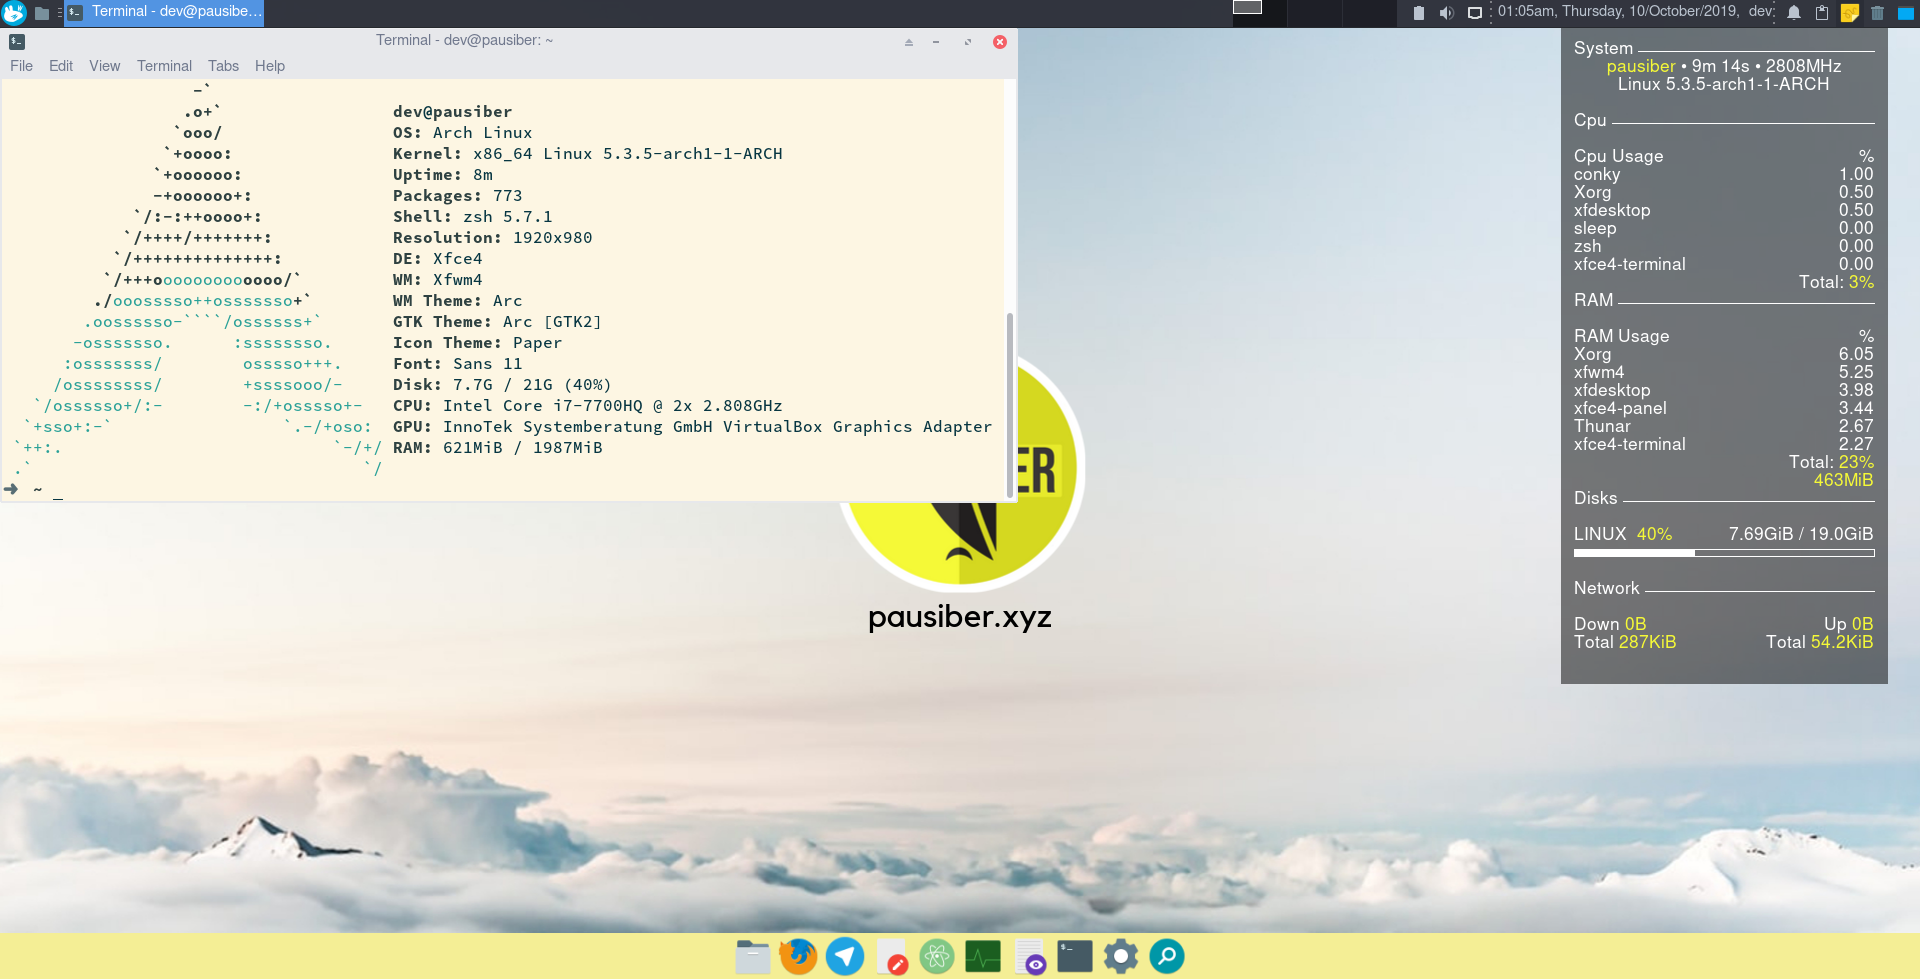 Terminal - dev@pausibe...
01:05am, Thursday, 10/October/2019, dev
Terminal - dev@pausiber: ~
File Edit View Terminal Tabs Help
-`
.o+`
`ooo/
`+oooo:
`+oooooo:
-+oooooo+:
`/:-:++oooo+:
`/++++/+++++++:
`/++++++++++++++:
`/+++ooooooooooooo/`
./ooosssso++osssssso+`
.oossssso-````/ossssss+`
-osssssso. :ssssssso.
:osssssss/ osssso+++.
/ossssssss/ +ssssooo/-
`/ossssso+/:- -:/+osssso+-
`+sso+:-` `.-/+oso:
`++:. `-/+/
.` `/
dev@pausiber
OS: Arch Linux
Kernel: x86_64 Linux 5.3.5-arch1-1-ARCH
Uptime: 8m
Packages: 773
Shell: zsh 5.7.1
Resolution: 1920x980
DE: Xfce4
WM: Xfwm4
WM Theme: Arc
GTK Theme: Arc [GTK2]
Icon Theme: Paper
Font: Sans 11
Disk: 7.7G / 21G (40%)
CPU: Intel Core i7-7700HQ @ 2x 2.808GHz
GPU: InnoTek Systemberatung GmbH VirtualBox Graphics Adapter
RAM: 621MiB / 1987MiB
➜ ~ _
ER
pausiber.xyz
System
pausiber • 9m 14s • 2808MHz
Linux 5.3.5-arch1-1-ARCH
Cpu
Cpu Usage %
conky 1.00
Xorg 0.50
xfdesktop 0.50
sleep 0.00
zsh 0.00
xfce4-terminal 0.00
Total: 3%
RAM
RAM Usage %
Xorg 6.05
xfwm4 5.25
xfdesktop 3.98
xfce4-panel 3.44
Thunar 2.67
xfce4-terminal 2.27
Total: 23%
463MiB
Disks
LINUX 40% 7.69GiB / 19.0GiB
Network
Down 0B Up 0B
Total 287KiB Total 54.2KiB